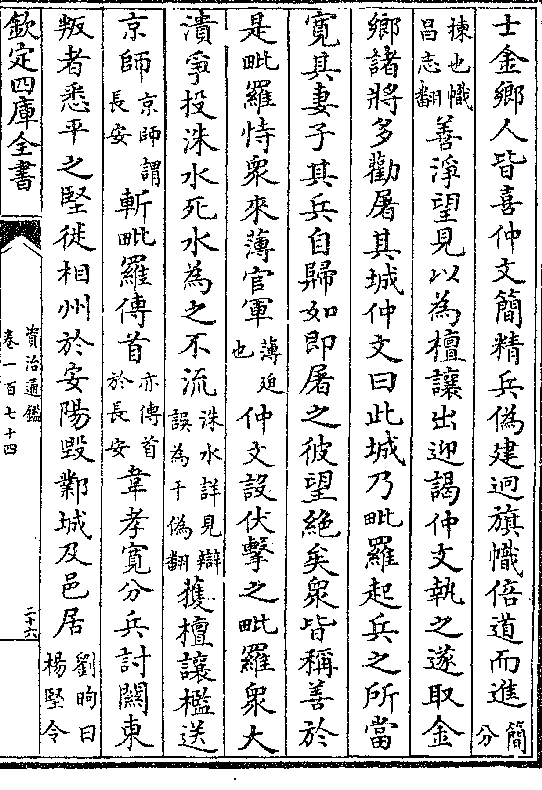 士金鄉人皆喜仲文簡精兵偽建迥旗幟倍道而進簡分
揀也幟昌志翻善淨望見以為檀讓出迎謁仲文執之遂取金
鄉諸將多勸屠其城仲文曰此城乃毗羅起兵之所當
寛其妻子其兵自歸如即屠之彼望絕矣衆皆稱善於
是毗羅恃衆來薄官軍薄廹也仲文設伏擊之毗羅衆大
潰爭投洙水死水為之不流洙水詳見辯誤為于偽翻獲檀讓檻送
京師京師謂長安斬毗羅傳首亦傳首於長安韋孝寛分兵討關東
叛者悉平之堅徙相州於安陽毀鄴城及邑居劉昫曰楊堅令
欽定四庫全書
資治通鑑
卷一百七十四
二十六